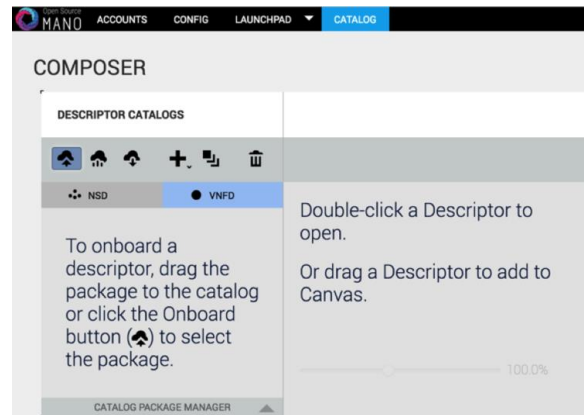 Open Source
MANO
ACCOUNTS CONFIG LAUNCHPAD CATALOG
COMPOSER
DESCRIPTOR CATALOGS
NSD VNFD
To onboard a
descriptor, drag the
package to the catalog
or click the Onboard
button () to select
the package.
CATALOG PACKAGE MANAGER
Double-click a Descriptor to
open.
Or drag a Descriptor to add to
Canvas.
100.0%